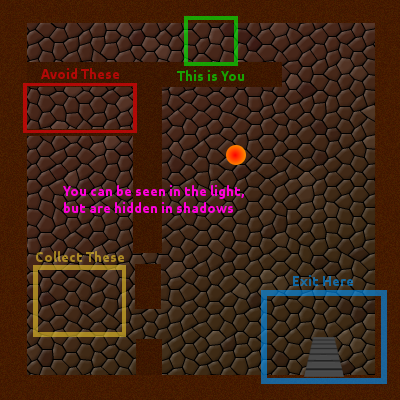 Avoid These
This is You
You can be seen in the light,
but are hidden in shadows
Collect These
Exit Here